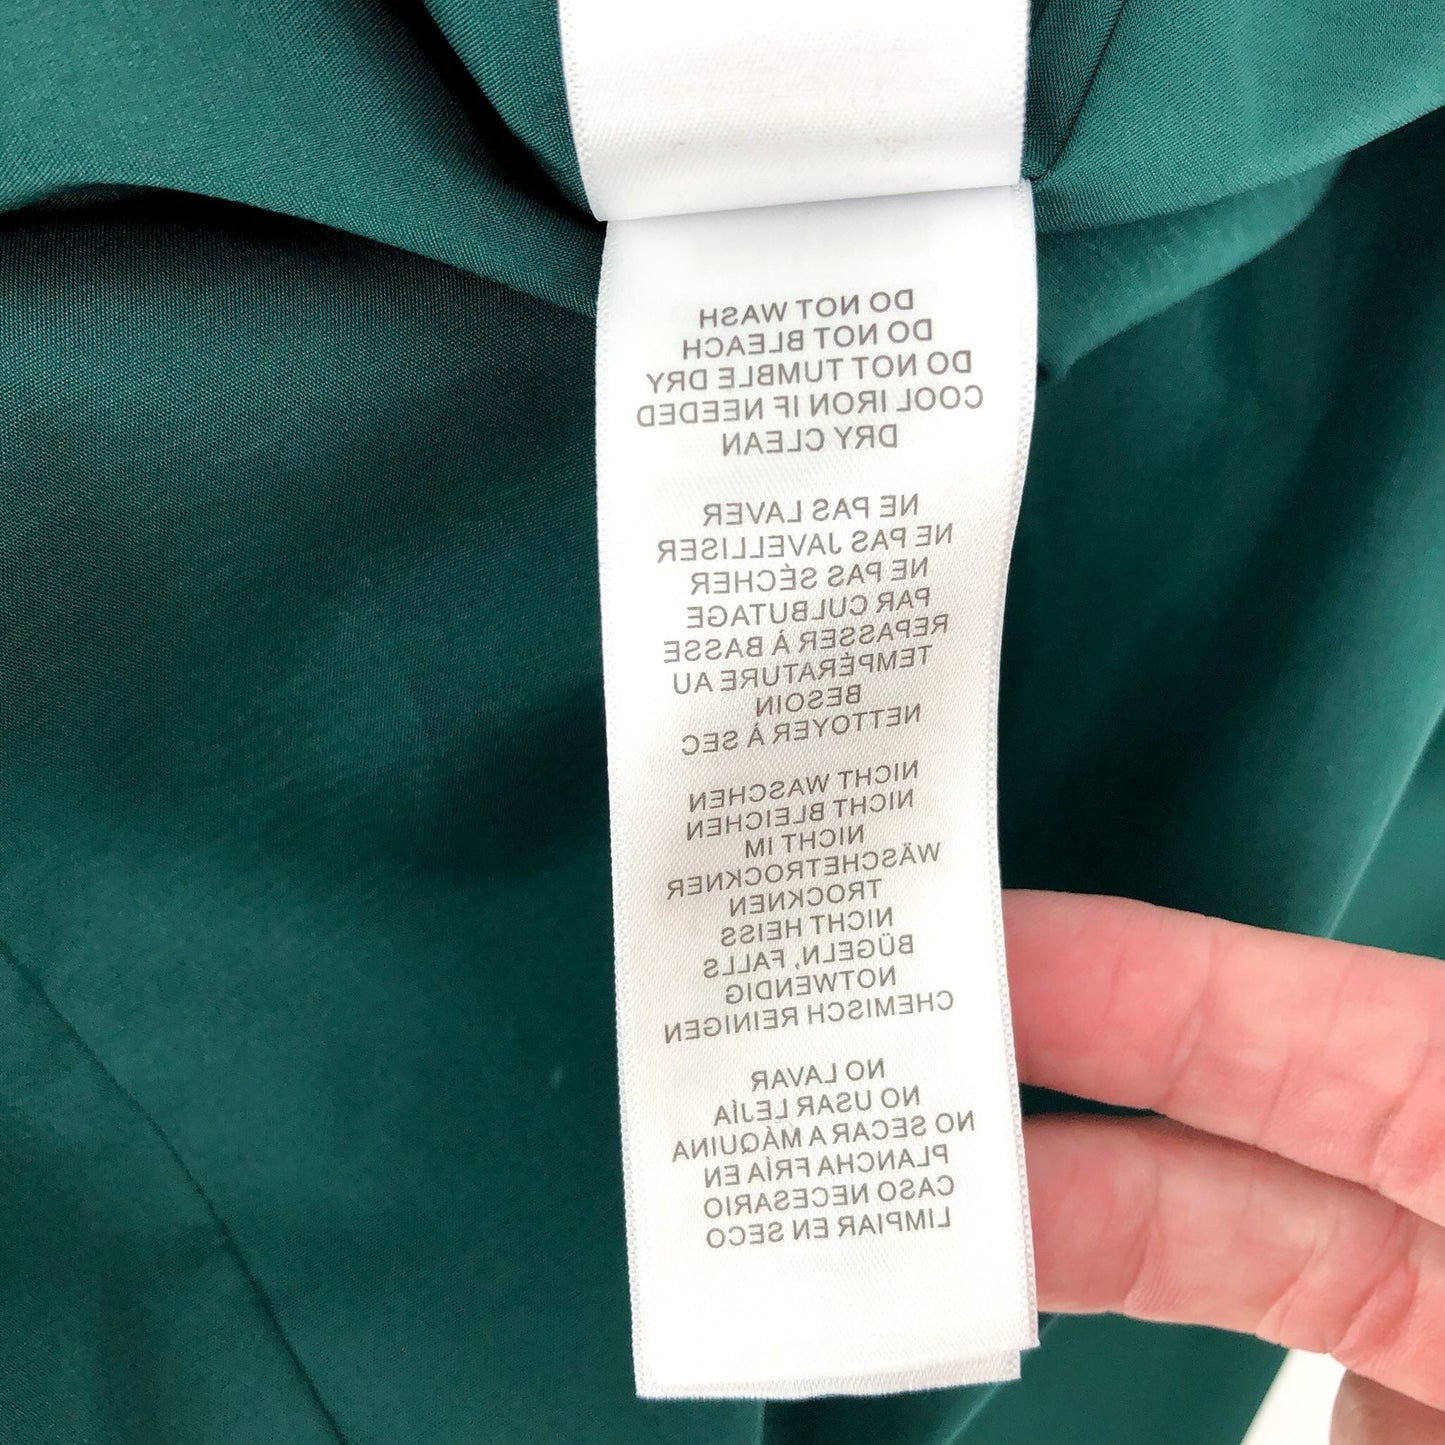 DO NOT WASH
DO NOT BLEACH
DO NOT TUMBLE DRY
COOL IRON IF NEEDED
DRY CLEAN
NE PAS LAVER
NE PAS JAVELLISER
NE PAS SÉCHER
PAR CULBUTAGE
REPASSER À BASSE
TEMPÉRATURE AU
BESOIN
NETTOYER À SEC
NICHT WASCHEN
NICHT BLEICHEN
NICHT IM
WÄSCHETROCKNER
TROCKNEN
NICHT HEISS
BÜGELN, FALLS
NOTWENDIG
CHEMISCH REINIGEN
NO LAVAR
NO USAR LEJÍA
NO SECAR A MÁQUINA
PLANCHA FRÍA EN
CASO NECESARIO
LIMPIAR EN SECO